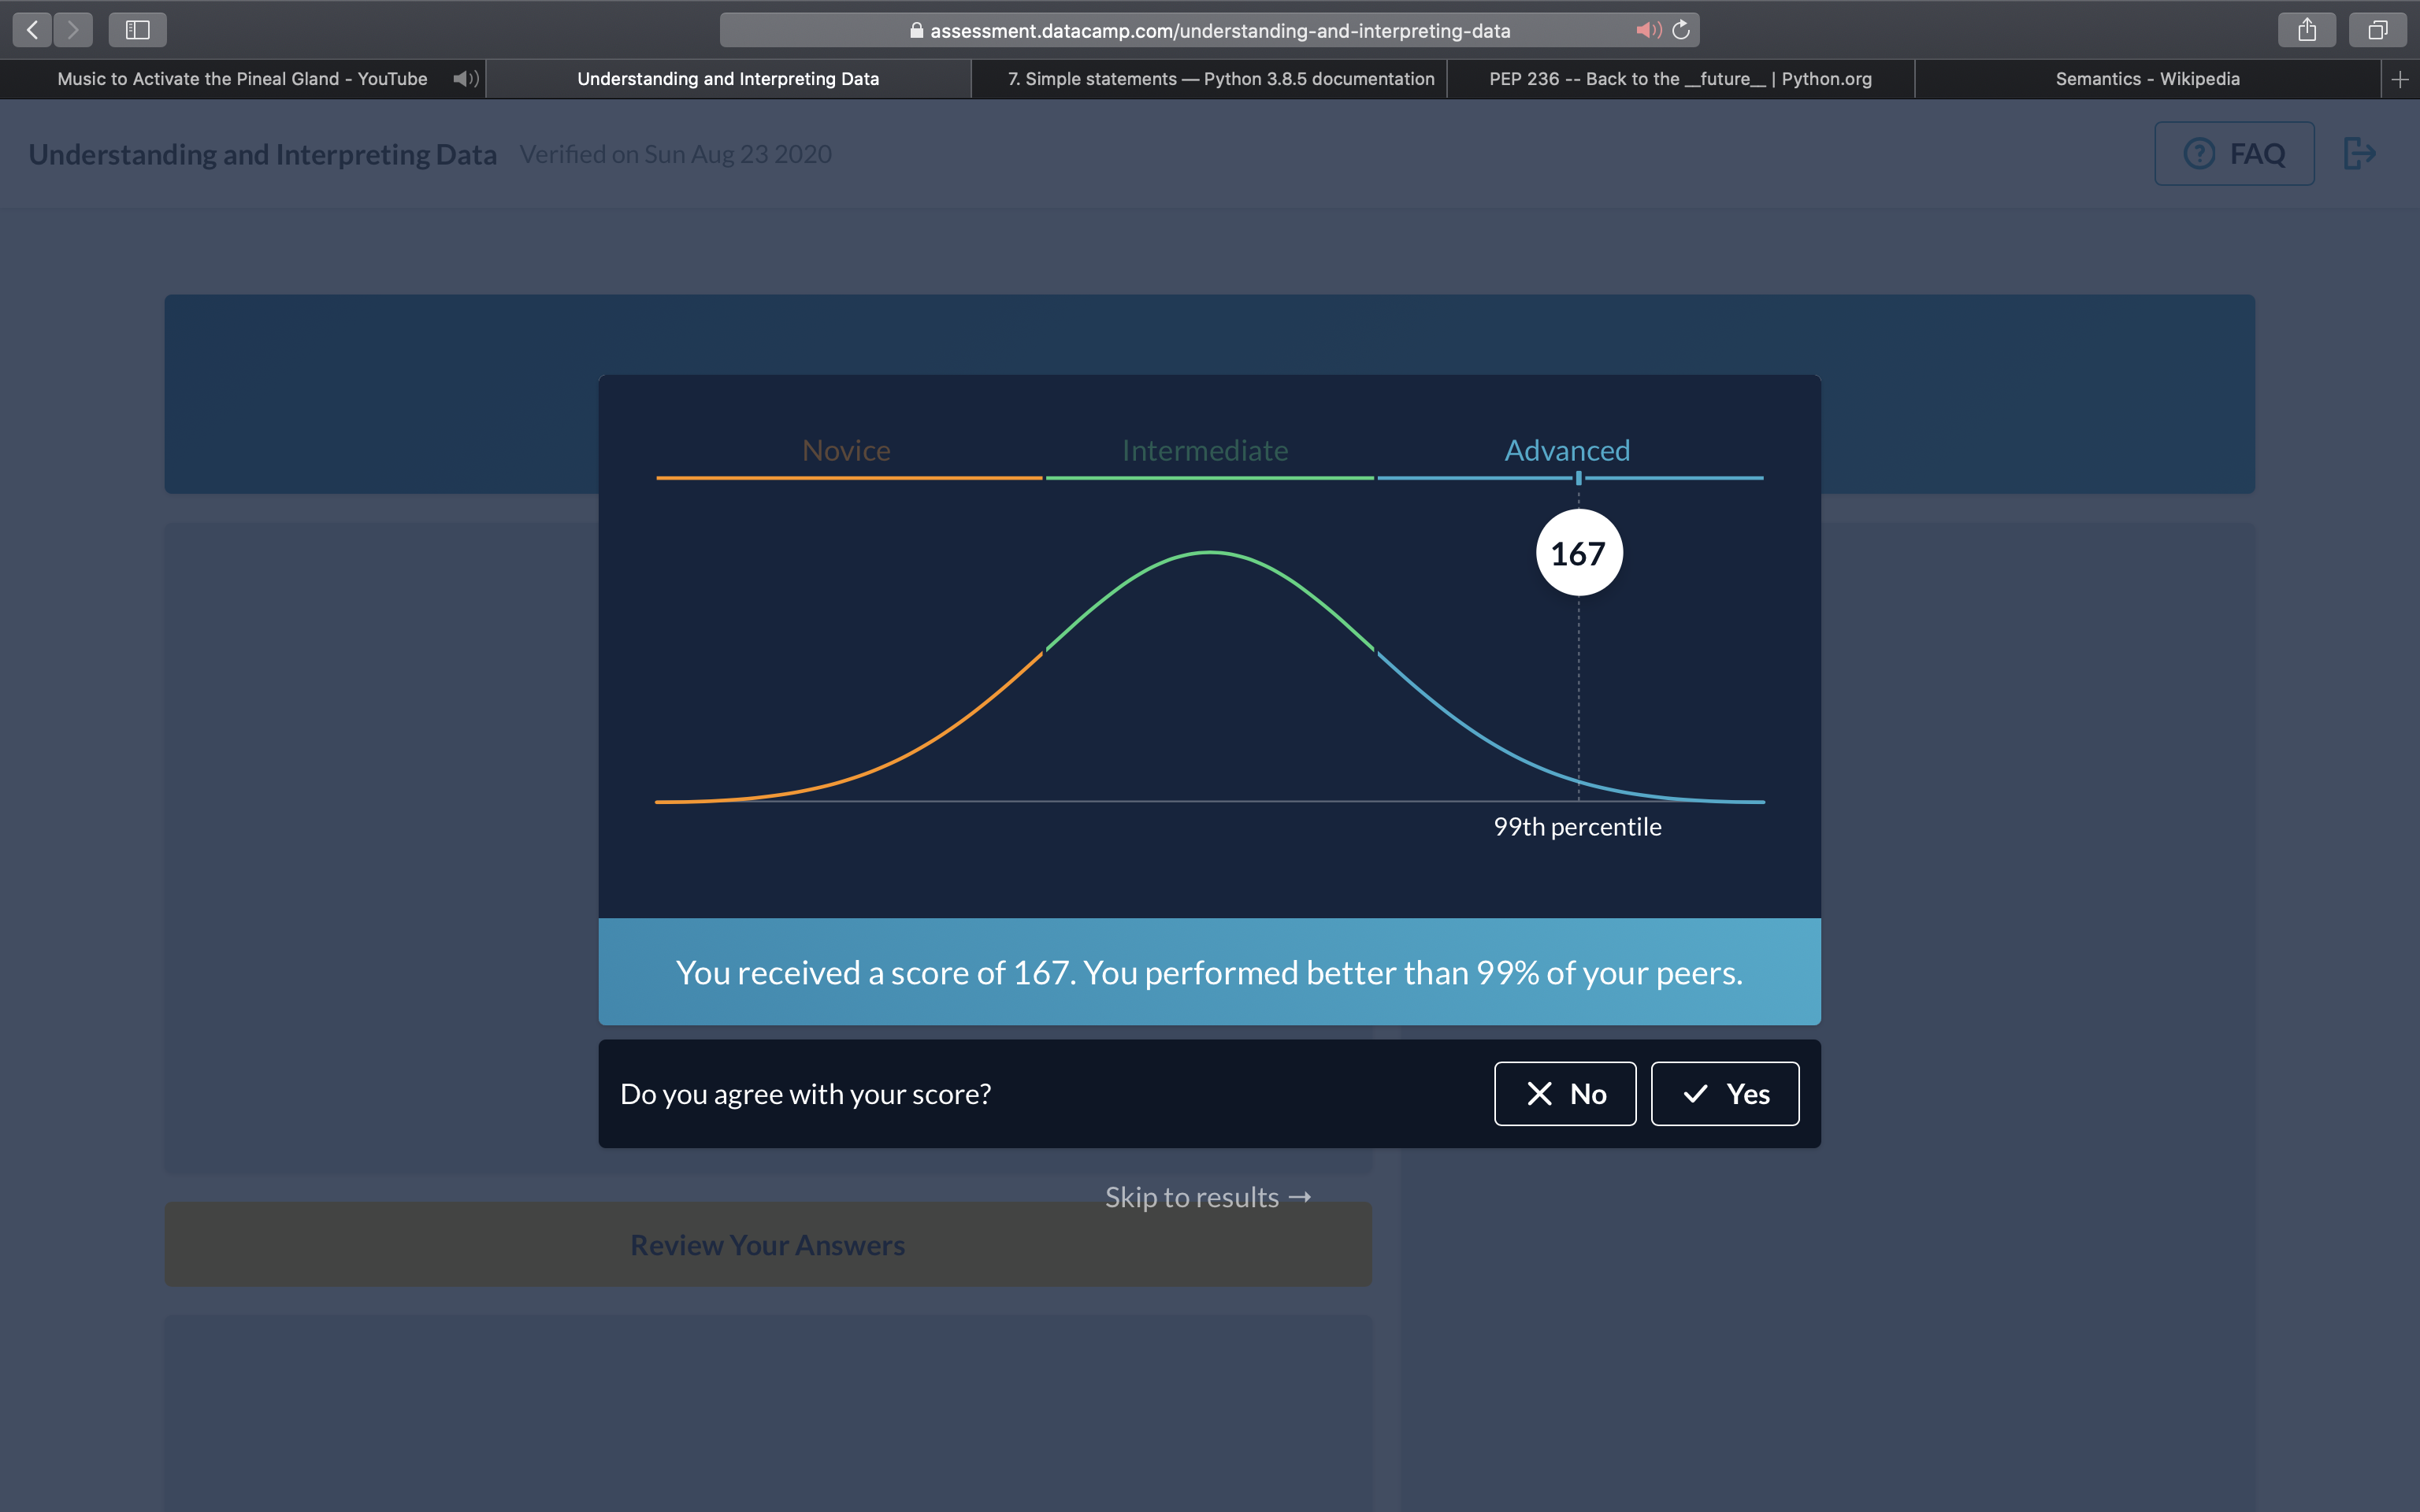 assessment.datacamp.com/understanding-and-interpreting-data
Music to Activate the Pineal Gland - YouTube
Understanding and Interpreting Data
7. Simple statements — Python 3.8.5 documentation
PEP 236 -- Back to the __future__ | Python.org
Semantics - Wikipedia
Understanding and Interpreting Data Verified on Sun Aug 23 2020
FAQ
Novice Intermediate Advanced
167
99th percentile
You received a score of 167. You performed better than 99% of your peers.
Do you agree with your score? No Yes
Skip to results →
Review Your Answers